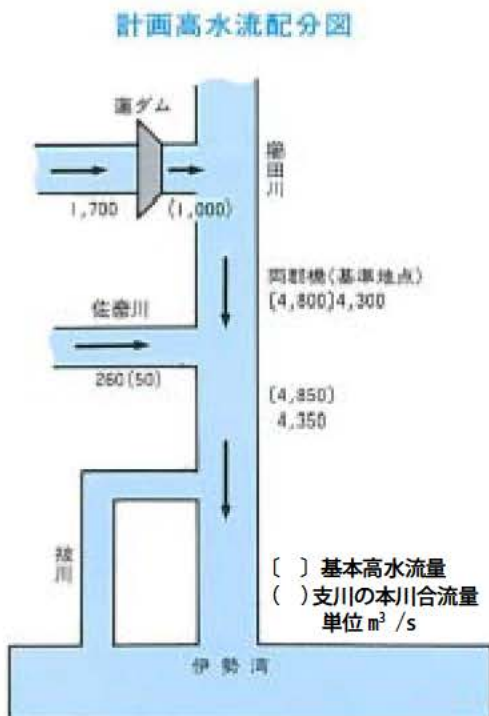 計画高水流配分図
蓮ダム
櫛田川
1,700
(1,000)
両郡橋(基準地点)
[4,800]4,300
佐奈川
260(50)
[4,850]
4,350
祓川
〔 〕基本高水流量
( )支川の本川合流量
単位 m³ /s
伊勢湾